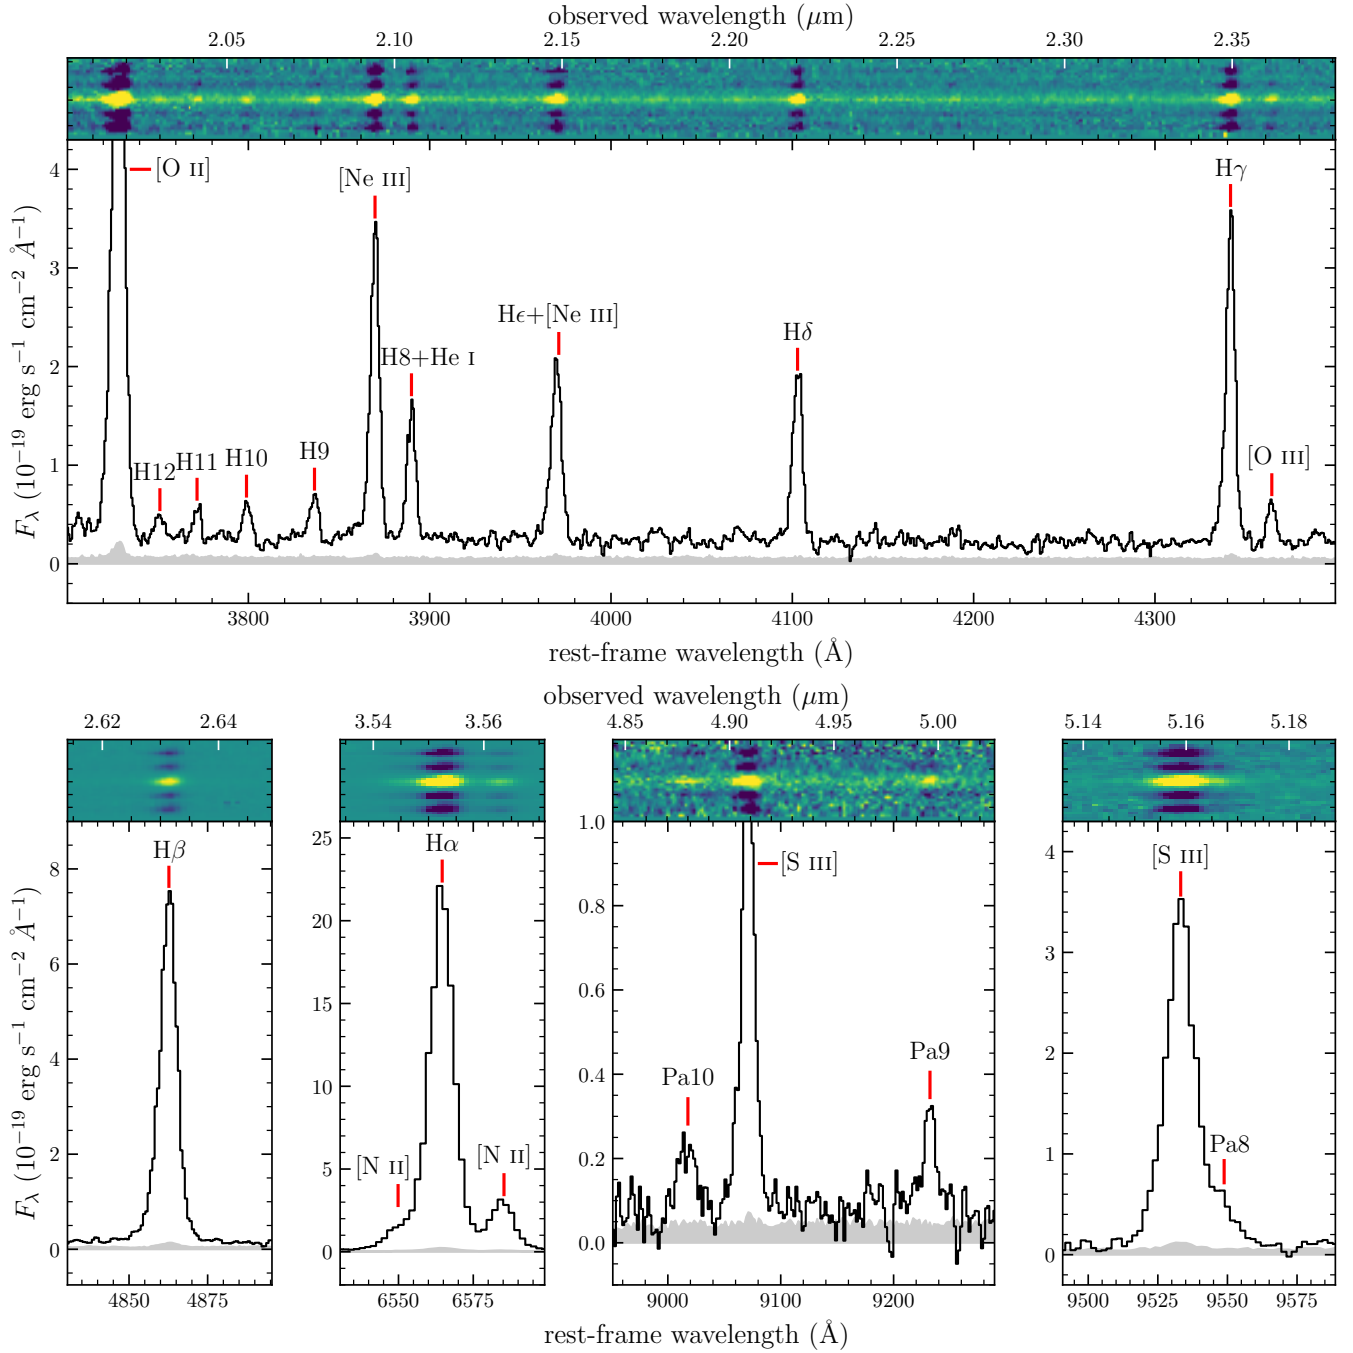 observed wavelength (μm)
2.05 2.10 2.15 2.20 2.25 2.30 2.35
[O II]
[Ne III]
H8+He I
Hϵ+[Ne III]
Hδ
Hγ
[O III]
H12
H11
H10
H9
4
3
2
1
0
F_λ (10⁻¹⁹ erg s⁻¹ cm⁻² Å⁻¹)
3800 3900 4000 4100 4200 4300
rest-frame wavelength (Å)
observed wavelength (μm)
2.62 2.64 3.54 3.56 4.85 4.90 4.95 5.00 5.14 5.16 5.18
Hβ
8
6
4
2
0
F_λ (10⁻¹⁹ erg s⁻¹ cm⁻² Å⁻¹)
4850 4875
Hα
[N II]
[N II]
25
20
15
10
5
0
6550 6575
[S III]
Pa10
Pa9
1.0
0.8
0.6
0.4
0.2
0.0
9000 9100 9200
[S III]
Pa8
4
3
2
1
0
9500 9525 9550 9575
rest-frame wavelength (Å)